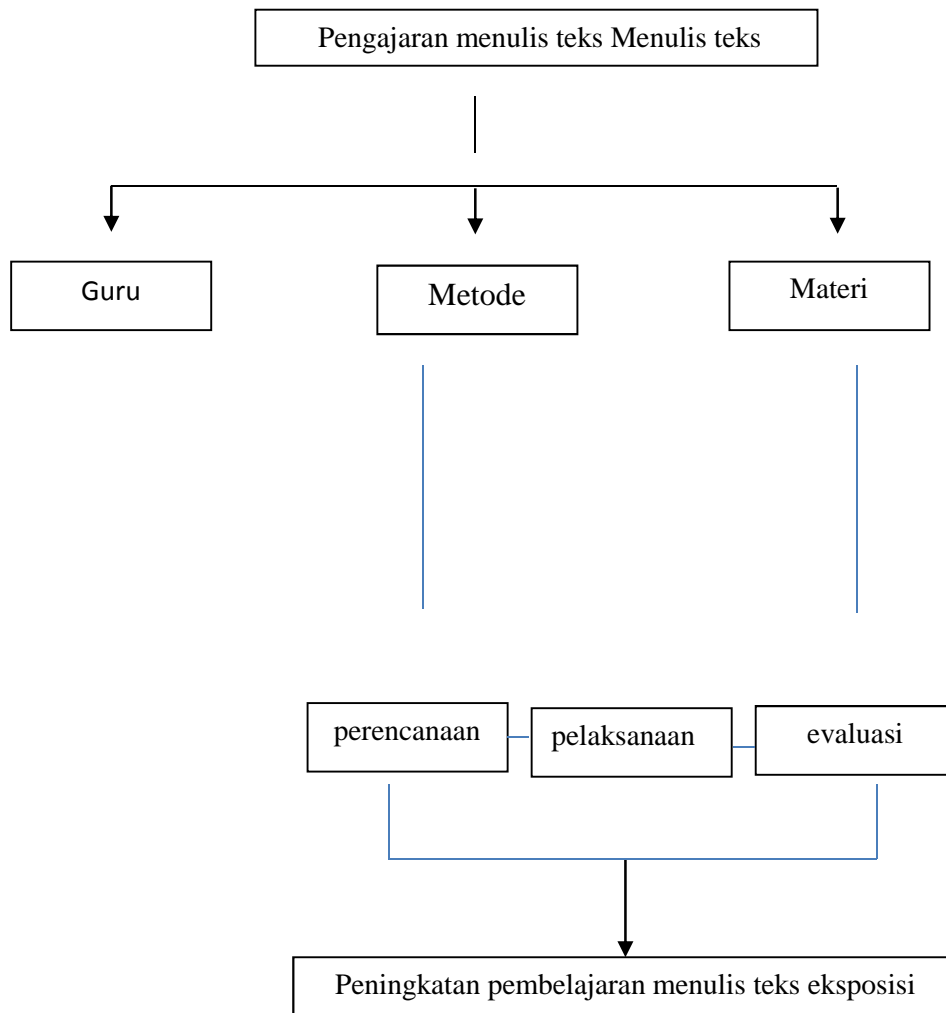 Pengajaran menulis teks Menulis teks
Guru
Metode
Materi
perencanaan
pelaksanaan
evaluasi
Peningkatan pembelajaran menulis teks eksposisi